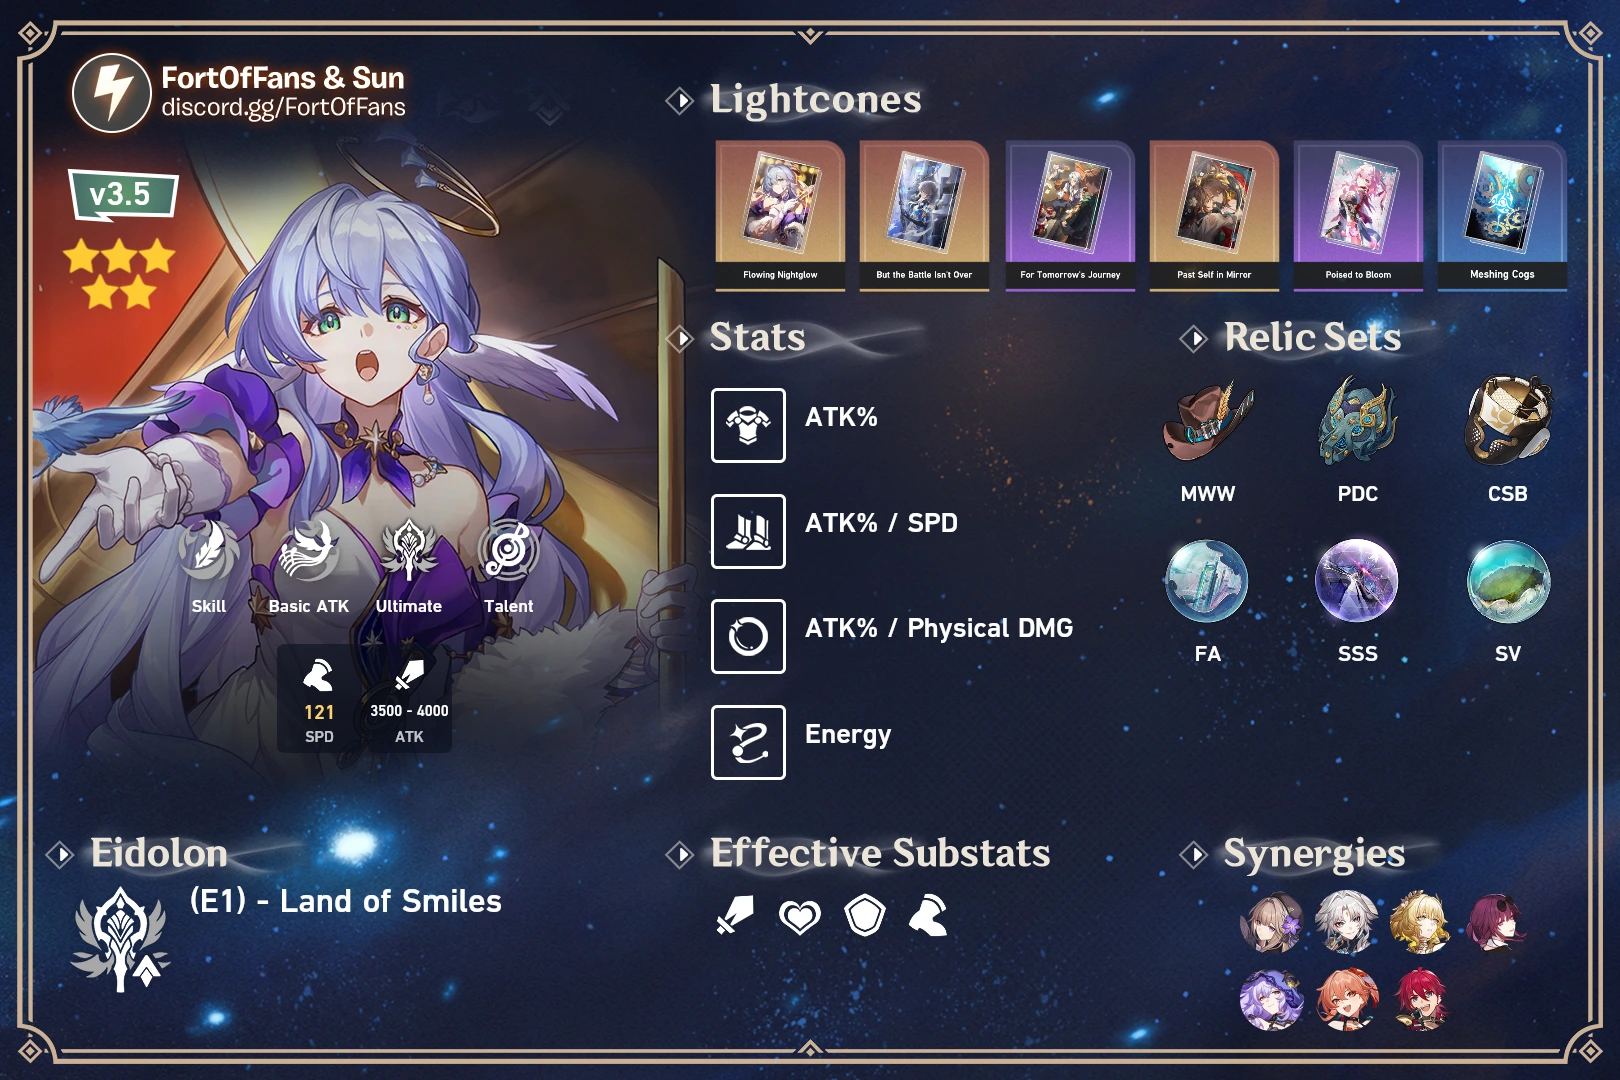 FortOfFans & Sun
discord.gg/FortOfFans
v3.5
Skill
Basic ATK
Ultimate
Talent
121
SPD
3500 - 4000
ATK
Eidolon
(E1) - Land of Smiles
Lightcones
Flowing Nightglow
But the Battle Isn't Over
For Tomorrow's Journey
Past Self in Mirror
Poised to Bloom
Meshing Cogs
Stats
ATK%
ATK% / SPD
ATK% / Physical DMG
Energy
Relic Sets
MWW
PDC
CSB
FA
SSS
SV
Effective Substats
Synergies